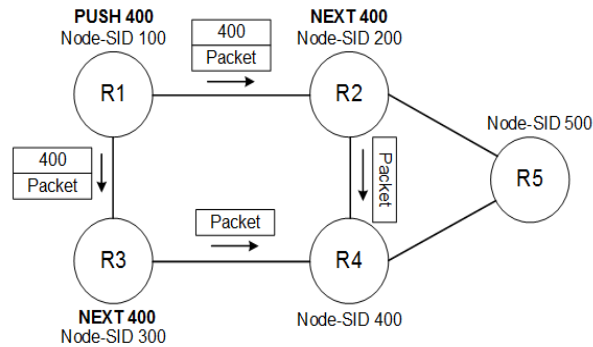 PUSH 400
Node-SID 100
400
Packet
NEXT 400
Node-SID 200
R1
R2
Node-SID 500
400
Packet
Packet
R5
Packet
R3
R4
NEXT 400
Node-SID 300
Node-SID 400